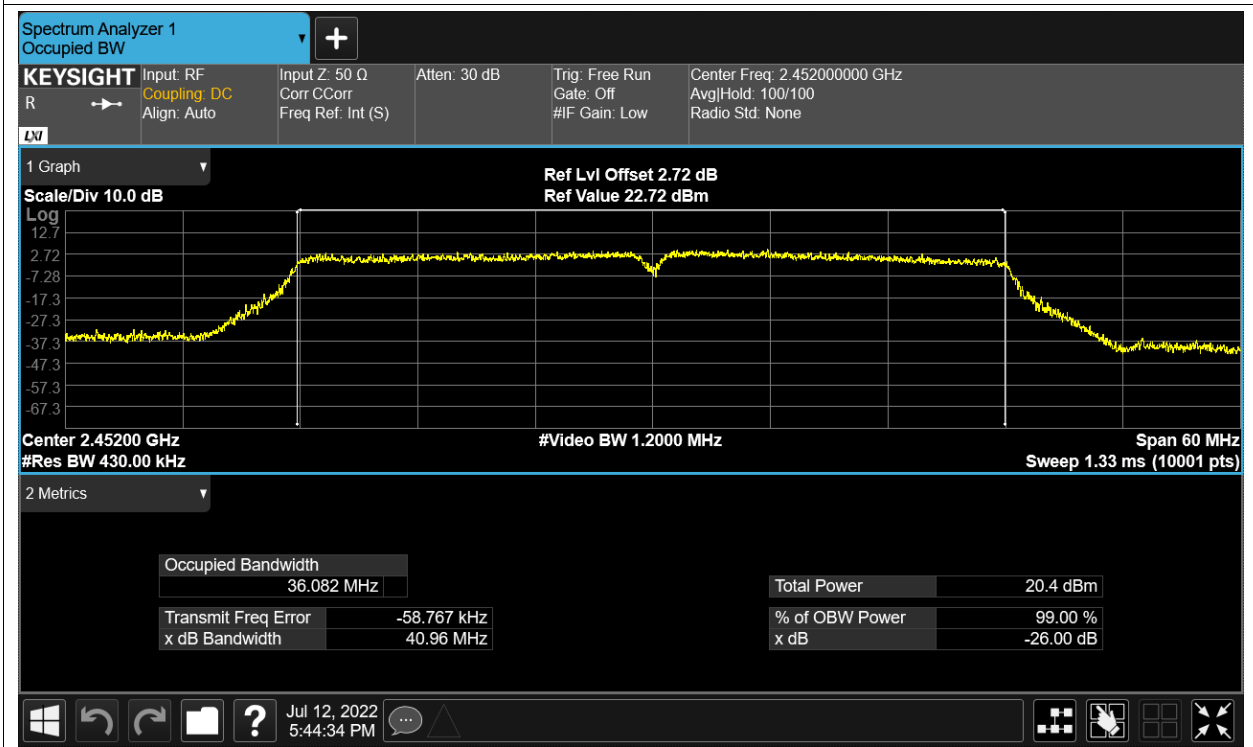 Spectrum Analyzer 1
Occupied BW
KEYSIGHT
R
LXI
Input: RF
Coupling: DC
Align: Auto
Input Z: 50 Ω
Corr CCorr
Freq Ref: Int (S)
Atten: 30 dB
Trig: Free Run
Gate: Off
#IF Gain: Low
Center Freq: 2.452000000 GHz
Avg|Hold: 100/100
Radio Std: None
1 Graph
Scale/Div 10.0 dB
Ref Lvl Offset 2.72 dB
Ref Value 22.72 dBm
Log
12.7
2.72
-7.28
-17.3
-27.3
-37.3
-47.3
-57.3
-67.3
Center 2.45200 GHz
#Video BW 1.2000 MHz
Span 60 MHz
#Res BW 430.00 kHz
Sweep 1.33 ms (10001 pts)
2 Metrics
Occupied Bandwidth
36.082 MHz
Total Power 20.4 dBm
Transmit Freq Error -58.767 kHz
% of OBW Power 99.00 %
x dB Bandwidth 40.96 MHz
x dB -26.00 dB
?
Jul 12, 2022
5:44:34 PM